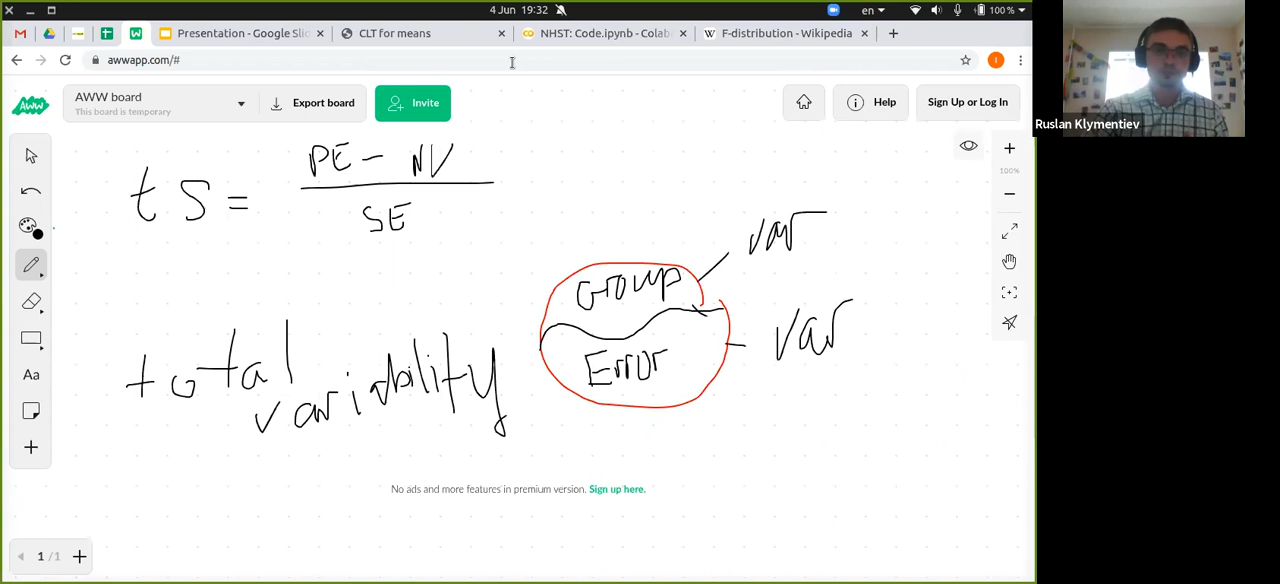 4 Jun 19:32
en
100 %
Presentation - Google Slid
CLT for means
NHST: Code.ipynb - Colab
F-distribution - Wikipedia
awwapp.com/#
AWW
AWW board
This board is temporary
Export board
Invite
Help
Sign Up or Log In
Ruslan Klymentiev
100%
Aa
ts = PE - NV
SE
Group
var
Error
var
total
variability
No ads and more features in premium version. Sign up here.
1 / 1